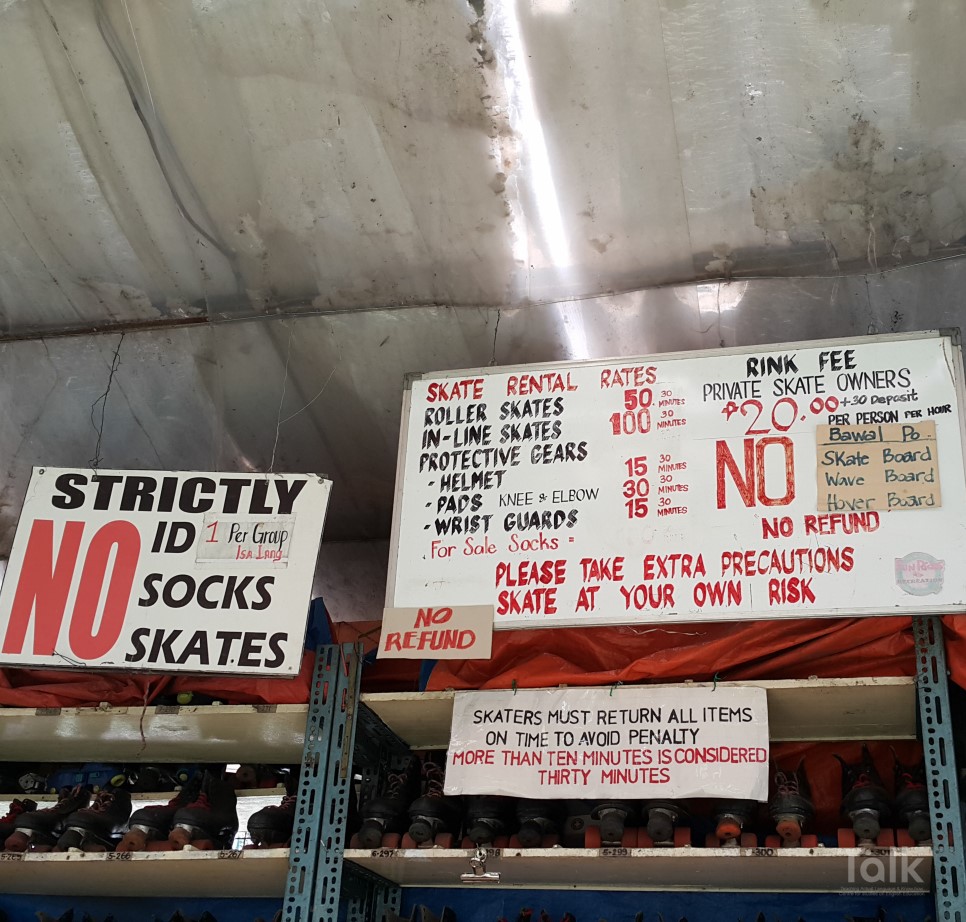 STRICTLY
NO
ID
1 Per Group
Isa Lang
SOCKS
SKATES
SKATE RENTAL RATES
ROLLER SKATES 50. 30 MINUTES
IN-LINE SKATES 100 30 MINUTES
PROTECTIVE GEARS
- HELMET 15 30 MINUTES
- PADS KNEE & ELBOW 30 30 MINUTES
- WRIST GUARDS 15 30 MINUTES
For Sale Socks =
RINK FEE
PRIVATE SKATE OWNERS
₱20.00 +30 Deposit
PER PERSON PER HOUR
NO
Bawal Po
Skate Board
Wave Board
Hover Board
NO REFUND
PLEASE TAKE EXTRA PRECAUTIONS
SKATE AT YOUR OWN RISK
NO
REFUND
SKATERS MUST RETURN ALL ITEMS
ON TIME TO AVOID PENALTY
MORE THAN TEN MINUTES IS CONSIDERED
THIRTY MINUTES
Talk